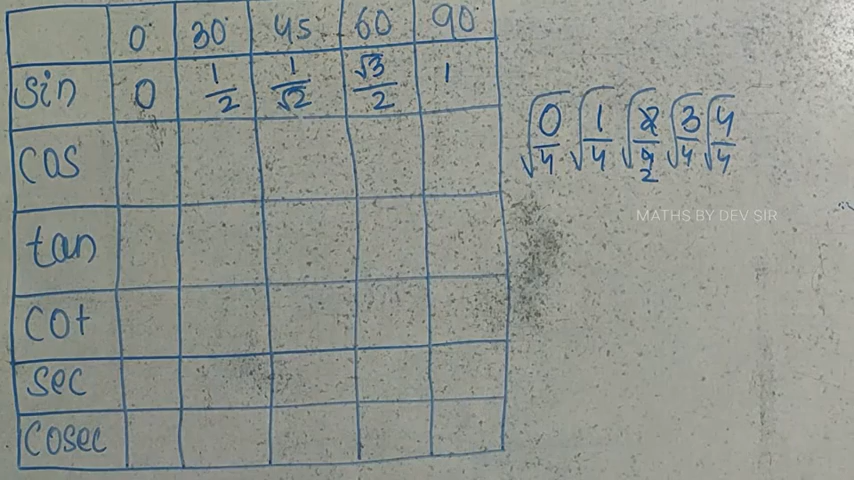 0 30 45 60 90
sin 0 1/2 1/√2 √3/2 1
√0/4 √1/4 √2/4 2 √3/4 √4/4
cos
MATHS BY DEV SIR
tan
cot
sec
cosec